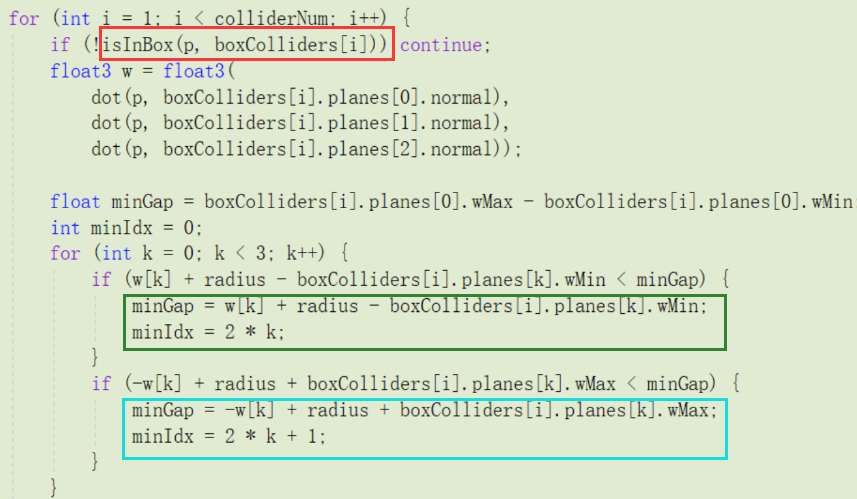 for (int i = 1; i < colliderNum; i++) {
if (!isInBox(p, boxColliders[i])) continue;
float3 w = float3(
dot(p, boxColliders[i].planes[0].normal),
dot(p, boxColliders[i].planes[1].normal),
dot(p, boxColliders[i].planes[2].normal));
float minGap = boxColliders[i].planes[0].wMax - boxColliders[i].planes[0].wMin;
int minIdx = 0;
for (int k = 0; k < 3; k++) {
if (w[k] + radius - boxColliders[i].planes[k].wMin < minGap) {
minGap = w[k] + radius - boxColliders[i].planes[k].wMin;
minIdx = 2 * k;
}
if (-w[k] + radius + boxColliders[i].planes[k].wMax < minGap) {
minGap = -w[k] + radius + boxColliders[i].planes[k].wMax;
minIdx = 2 * k + 1;
}
}